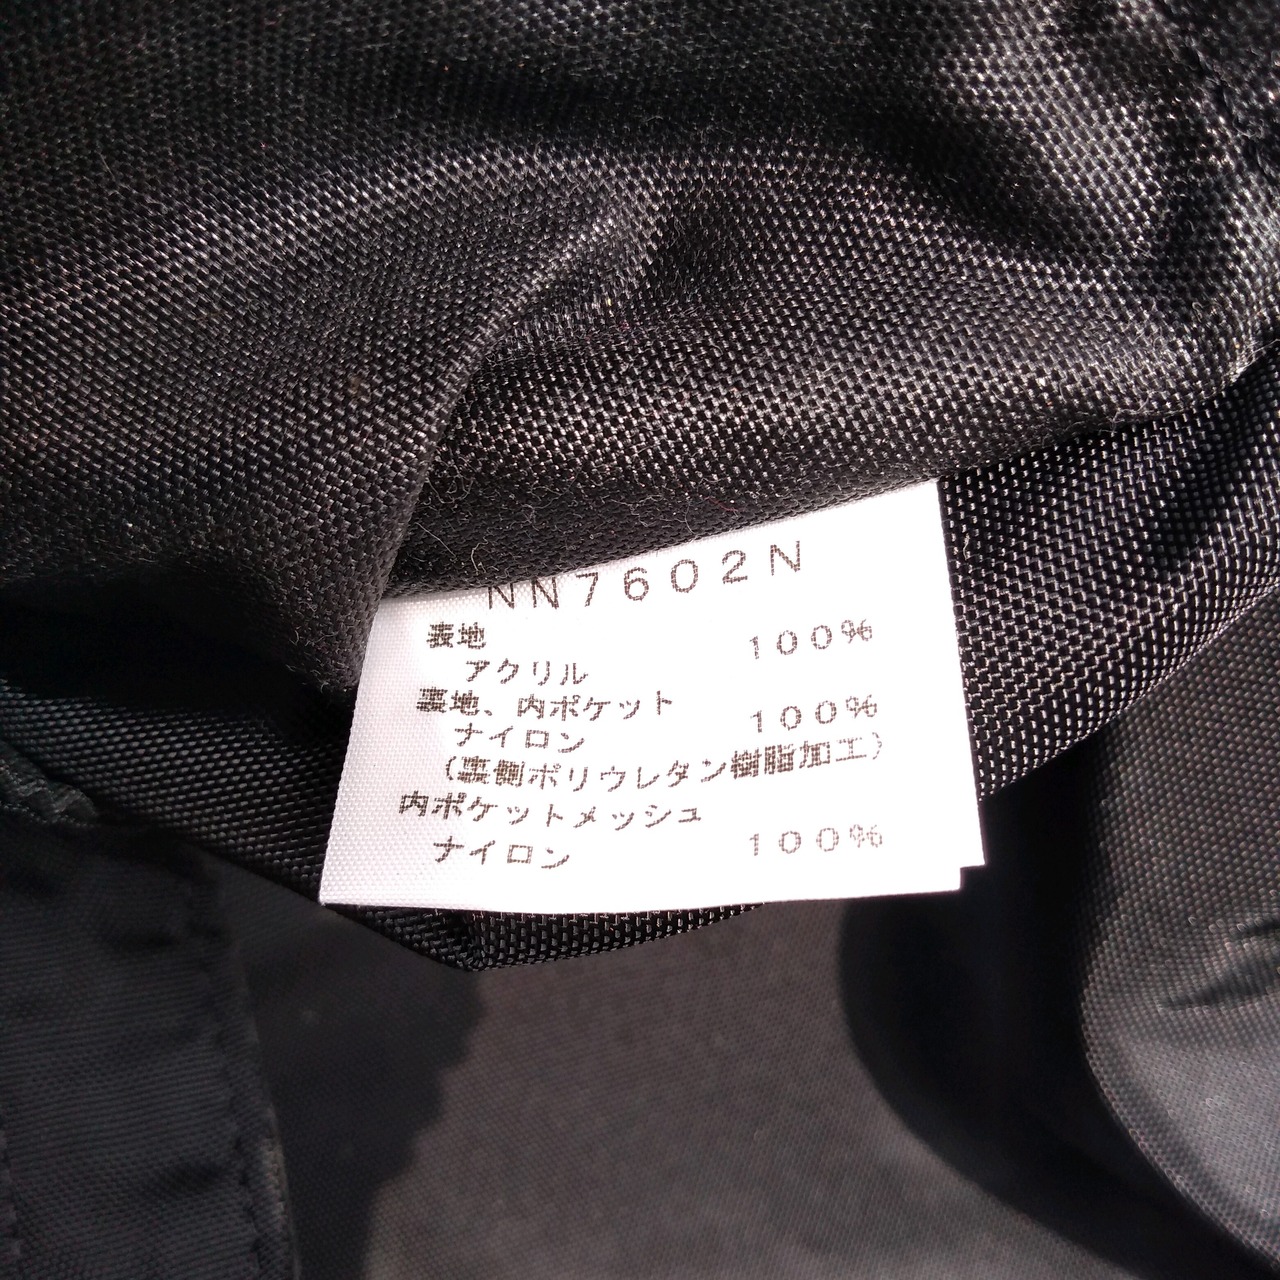 NN7602N
表地
アクリル 100%
裏地、内ポケット
ナイロン 100%
(裏側ポリウレタン樹脂加工)
内ポケットメッシュ
ナイロン 100%